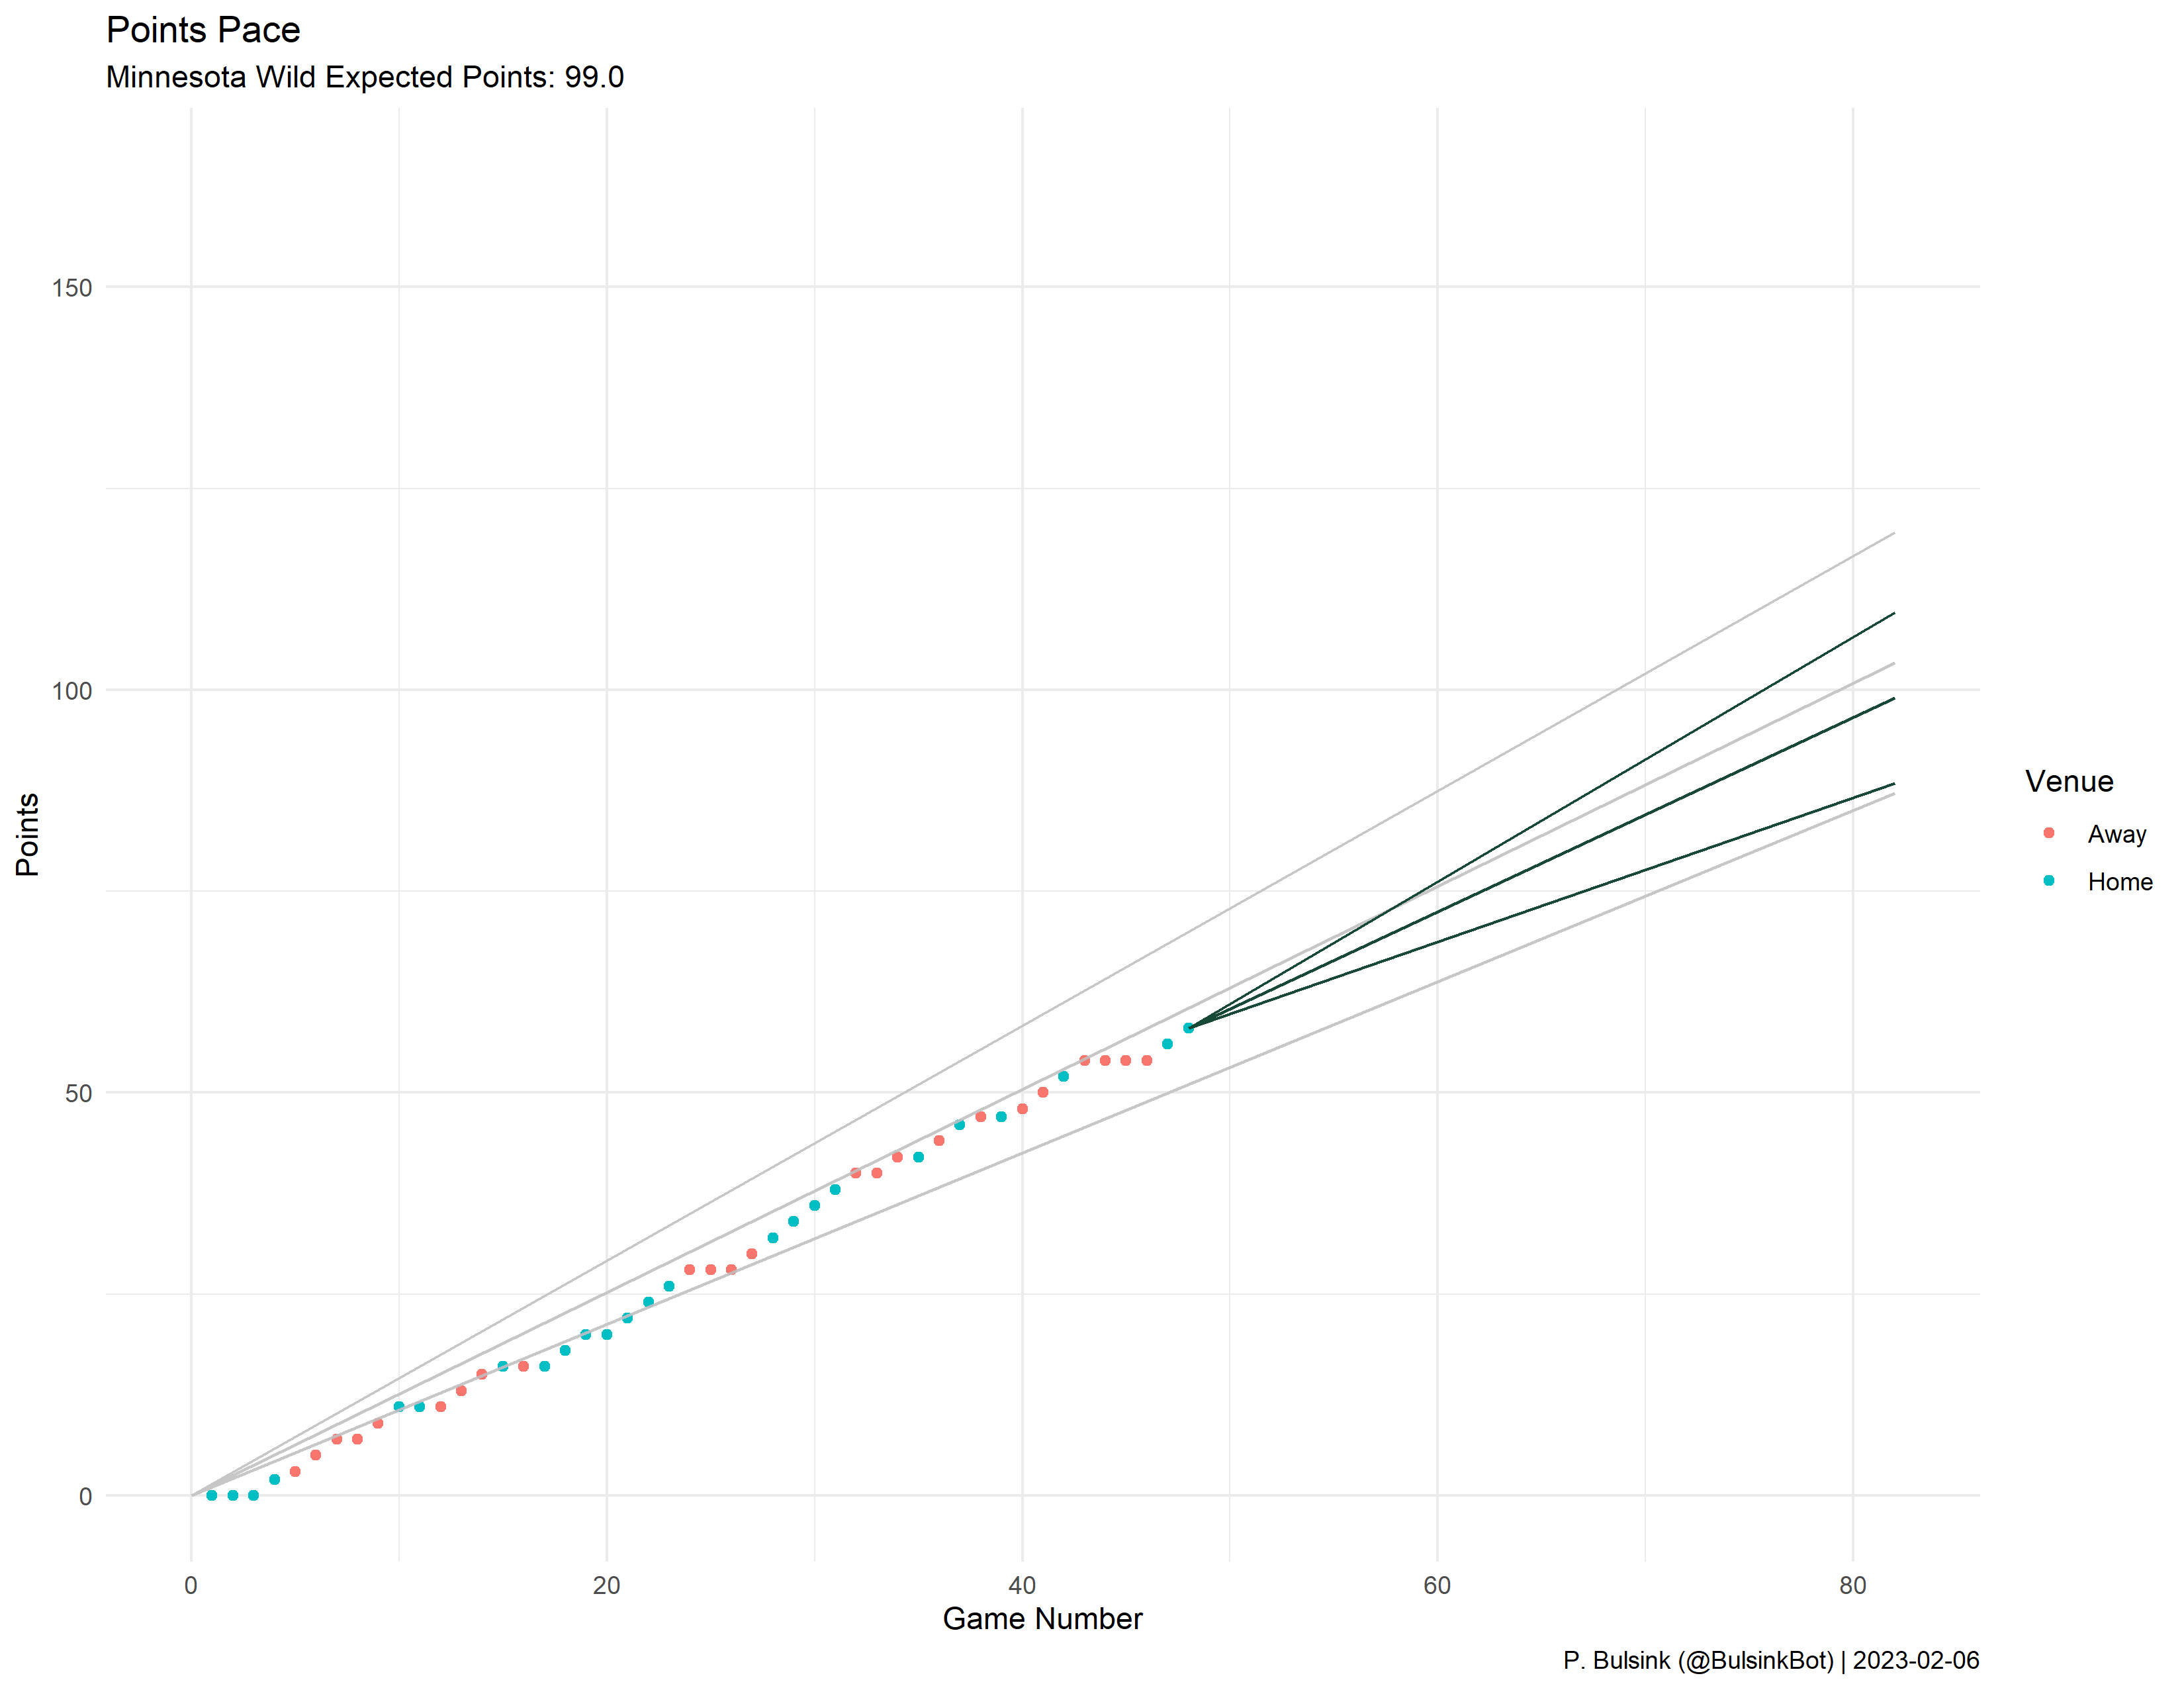 Points Pace
Minnesota Wild Expected Points: 99.0
150
100
50
0
Points
0 20 40 60 80
Game Number
Venue
Away
Home
P. Bulsink (@BulsinkBot) | 2023-02-06